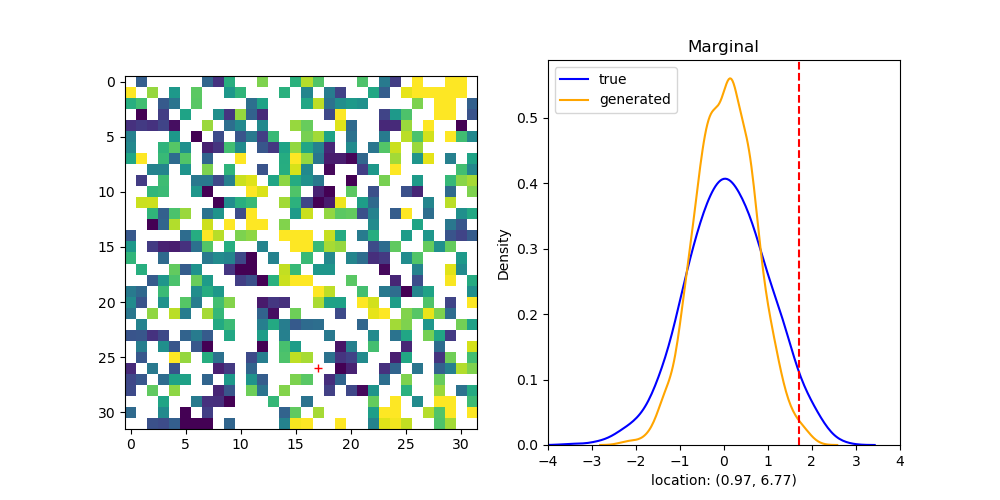 0
5
10
15
20
25
30
0 5 10 15 20 25 30
Marginal
true
generated
Density
0.5
0.4
0.3
0.2
0.1
0.0
−4 −3 −2 −1 0 1 2 3 4
location: (0.97, 6.77)